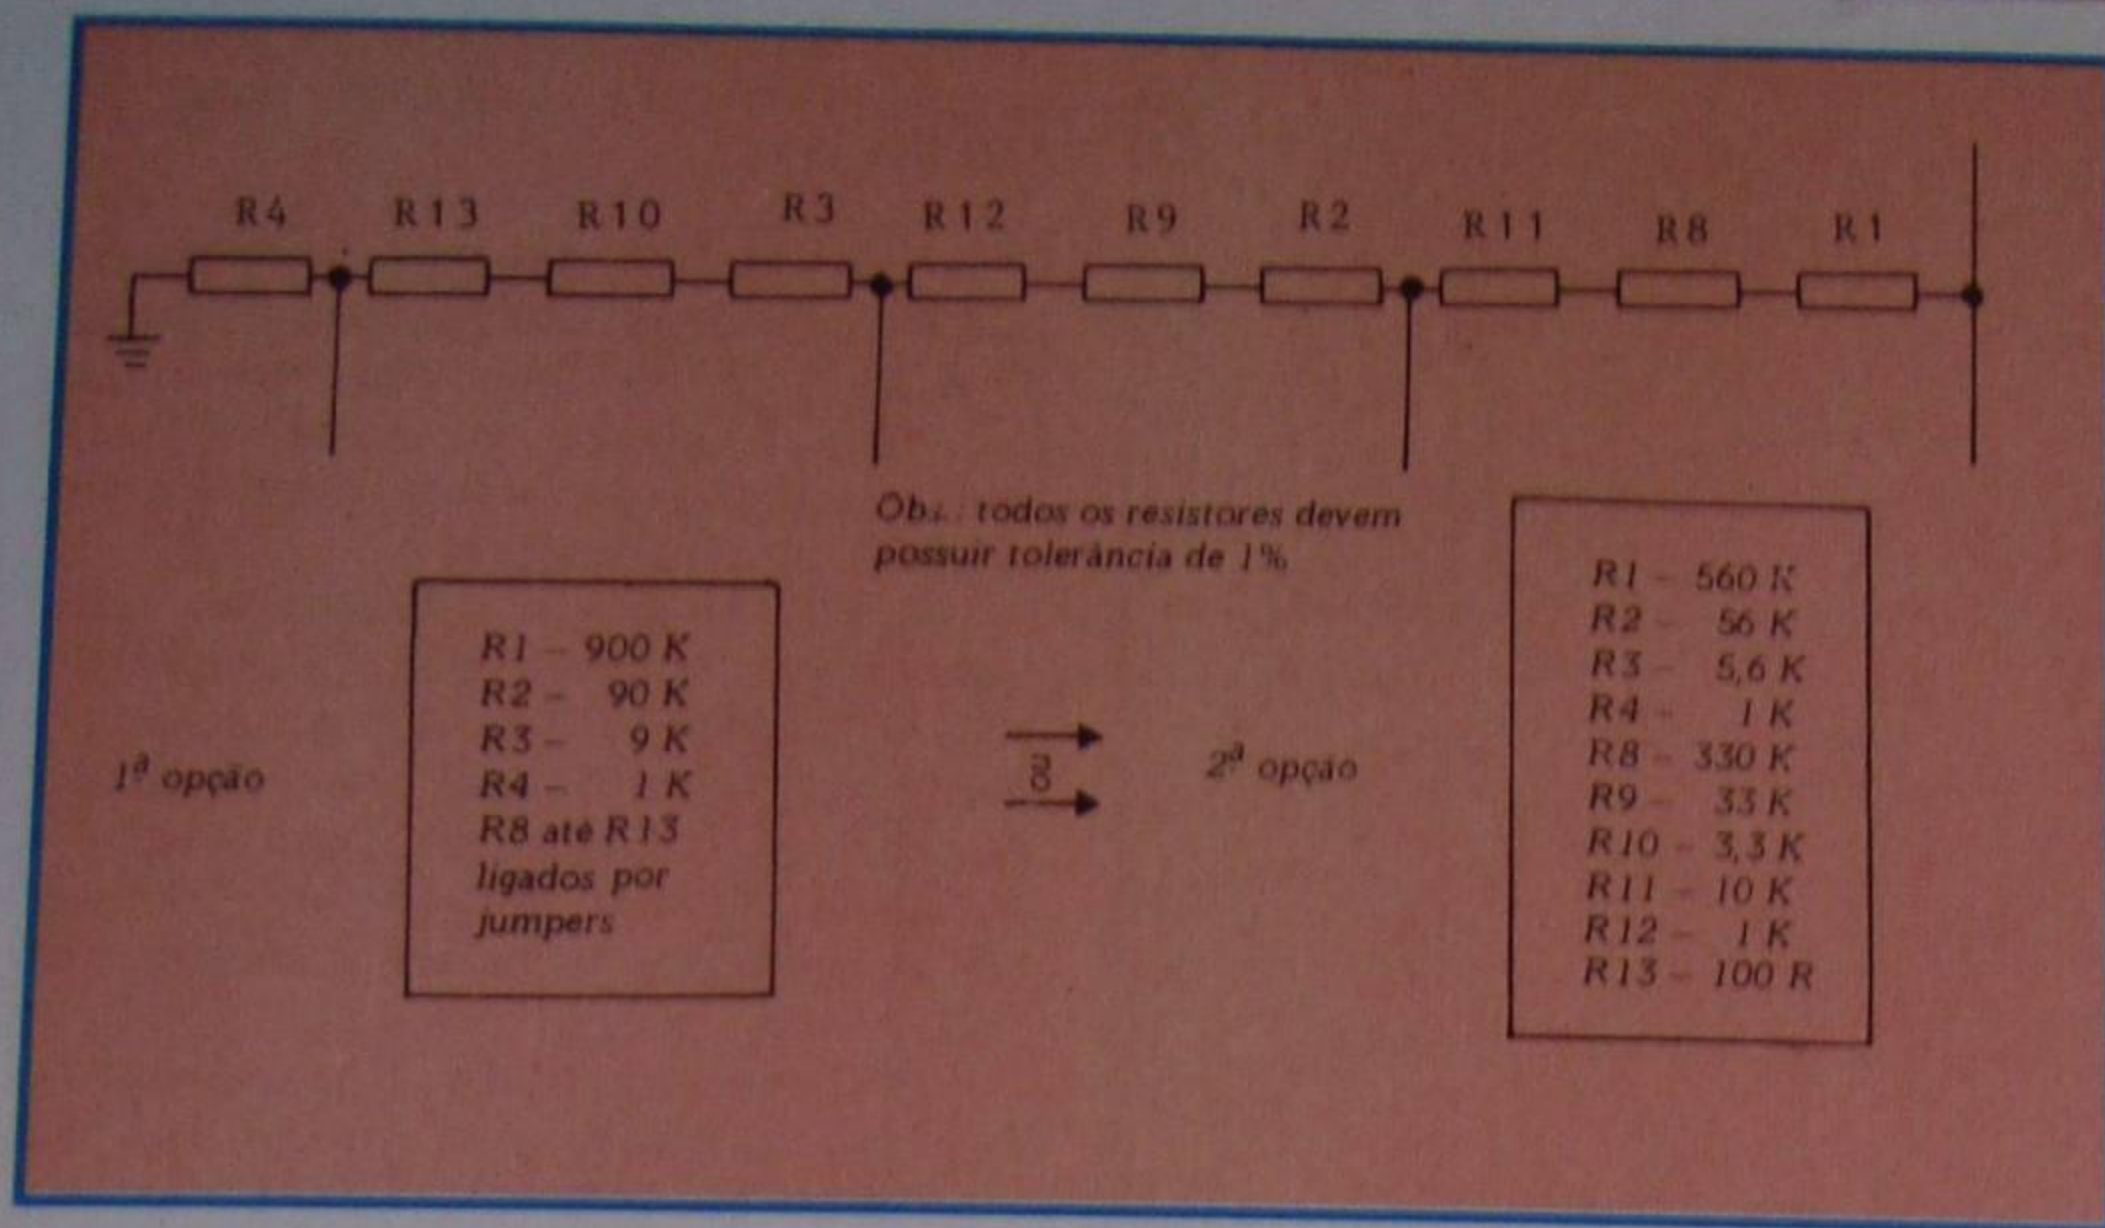 R4 R13 R10 R3 R12 R9 R2 R11 R8 R1
Obs.: todos os resistores devem
possuir tolerância de 1%
1ª opção
R1 – 900 K
R2 – 90 K
R3 – 9 K
R4 – 1 K
R8 até R13
ligados por
jumpers
ou
2ª opção
R1 – 560 K
R2 – 56 K
R3 – 5,6 K
R4 – 1 K
R8 – 330 K
R9 – 33 K
R10 – 3,3 K
R11 – 10 K
R12 – 1 K
R13 – 100 R